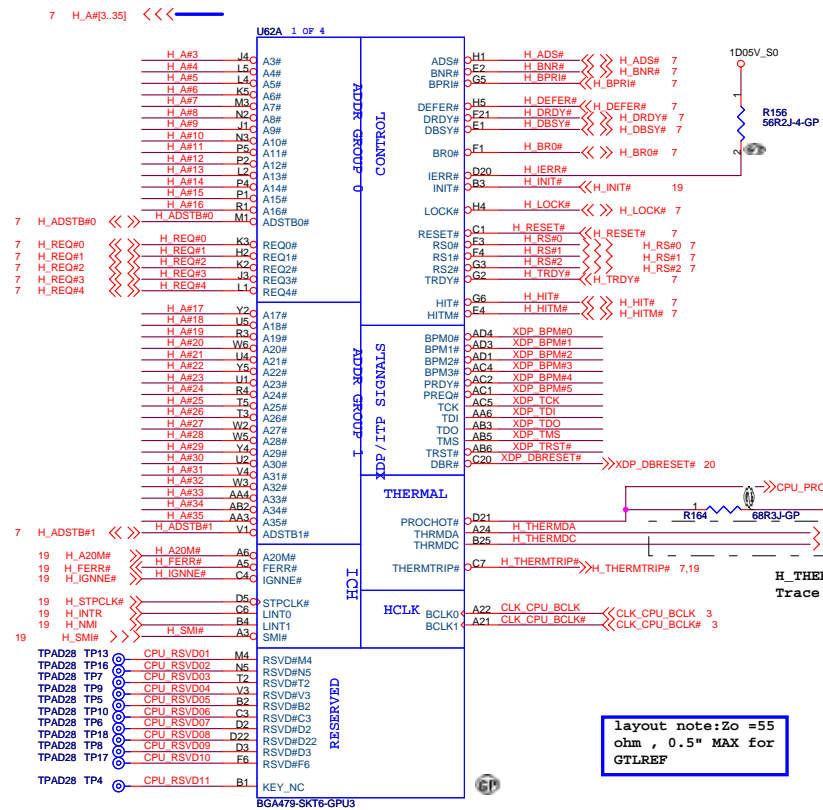 7 H_A#[3..35]
U62A 1 OF 4
H_A#3 J4 A3#
H_A#4 L5 A4#
H_A#5 L4 A5#
H_A#6 K5 A6#
H_A#7 M3 A7#
H_A#8 N2 A8#
H_A#9 J1 A9#
H_A#10 N3 A10#
H_A#11 P5 A11#
H_A#12 P2 A12#
H_A#13 L2 A13#
H_A#14 P4 A14#
H_A#15 P1 A15#
H_A#16 R1 A16#
7 H_ADSTB#0 H_ADSTB#0 M1 ADSTB0#
7 H_REQ#0 H_REQ#0 K3 REQ0#
7 H_REQ#1 H_REQ#1 H2 REQ1#
7 H_REQ#2 H_REQ#2 K2 REQ2#
7 H_REQ#3 H_REQ#3 J3 REQ3#
7 H_REQ#4 H_REQ#4 L1 REQ4#
ADDR GROUP 0
H_A#17 Y2 A17#
H_A#18 U5 A18#
H_A#19 R3 A19#
H_A#20 W6 A20#
H_A#21 U4 A21#
H_A#22 Y5 A22#
H_A#23 U1 A23#
H_A#24 R4 A24#
H_A#25 T5 A25#
H_A#26 T3 A26#
H_A#27 W2 A27#
H_A#28 W5 A28#
H_A#29 Y4 A29#
H_A#30 U2 A30#
H_A#31 V4 A31#
H_A#32 W3 A32#
H_A#33 AA4 A33#
H_A#34 AB2 A34#
H_A#35 AA3 A35#
7 H_ADSTB#1 H_ADSTB#1 V1 ADSTB1#
ADDR GROUP 1
19 H_A20M# H_A20M# A6 A20M#
19 H_FERR# H_FERR# A5 FERR#
19 H_IGNNE# H_IGNNE# C4 IGNNE#
19 H_STPCLK# D5 STPCLK#
19 H_INTR C6 LINT0
19 H_NMI B4 LINT1
19 H_SMI# H_SMI# A3 SMI#
ICH
TPAD28 TP13 CPU_RSVD01 M4 RSVD#M4
TPAD28 TP16 CPU_RSVD02 N5 RSVD#N5
TPAD28 TP7 CPU_RSVD03 T2 RSVD#T2
TPAD28 TP9 CPU_RSVD04 V3 RSVD#V3
TPAD28 TP5 CPU_RSVD05 B2 RSVD#B2
TPAD28 TP10 CPU_RSVD06 C3 RSVD#C3
TPAD28 TP6 CPU_RSVD07 D2 RSVD#D2
TPAD28 TP18 CPU_RSVD08 D22 RSVD#D22
TPAD28 TP8 CPU_RSVD09 D3 RSVD#D3
TPAD28 TP17 CPU_RSVD10 F6 RSVD#F6
TPAD28 TP4 CPU_RSVD11 B1 KEY_NC
RESERVED
BGA479-SKT6-GPU3
CONTROL
ADS# H1 H_ADS# H_ADS# 7
BNR# E2 H_BNR# H_BNR# 7
BPRI# G5 H_BPRI# H_BPRI# 7
DEFER# H5 H_DEFER# H_DEFER# 7
DRDY# F21 H_DRDY# H_DRDY# 7
DBSY# E1 H_DBSY# H_DBSY# 7
BR0# F1 H_BR0# H_BR0# 7
IERR# D20 H_IERR#
INIT# B3 H_INIT# H_INIT# 19
LOCK# H4 H_LOCK# H_LOCK# 7
RESET# C1 H_RESET# H_RESET# 7
RS0# F3 H_RS#0 H_RS#0 7
RS1# F4 H_RS#1 H_RS#1 7
RS2# G3 H_RS#2 H_RS#2 7
TRDY# G2 H_TRDY# H_TRDY# 7
HIT# G6 H_HIT# H_HIT# 7
HITM# E4 H_HITM# H_HITM# 7
1D05V_S0
1
R156
56R2J-4-GP
2
XDP/ITP SIGNALS
BPM0# AD4 XDP_BPM#0
BPM1# AD3 XDP_BPM#1
BPM2# AD1 XDP_BPM#2
BPM3# AC4 XDP_BPM#3
PRDY# AC2 XDP_BPM#4
PREQ# AC1 XDP_BPM#5
TCK AC5 XDP_TCK
TDI AA6 XDP_TDI
TDO AB3 XDP_TDO
TMS AB5 XDP_TMS
TRST# AB6 XDP_TRST#
DBR# C20 XDP_DBRESET# XDP_DBRESET# 20
THERMAL
CPU_PRO
1
R164 68R3J-GP
PROCHOT# D21
THRMDA A24 H_THERMDA
THRMDC B25 H_THERMDC
THERMTRIP# C7 H_THERMTRIP# H_THERMTRIP# 7,19
H_THER
Trace
HCLK
BCLK0 A22 CLK_CPU_BCLK CLK_CPU_BCLK 3
BCLK1 A21 CLK_CPU_BCLK# CLK_CPU_BCLK# 3
layout note:Zo =55
ohm , 0.5" MAX for
GTLREF
GP